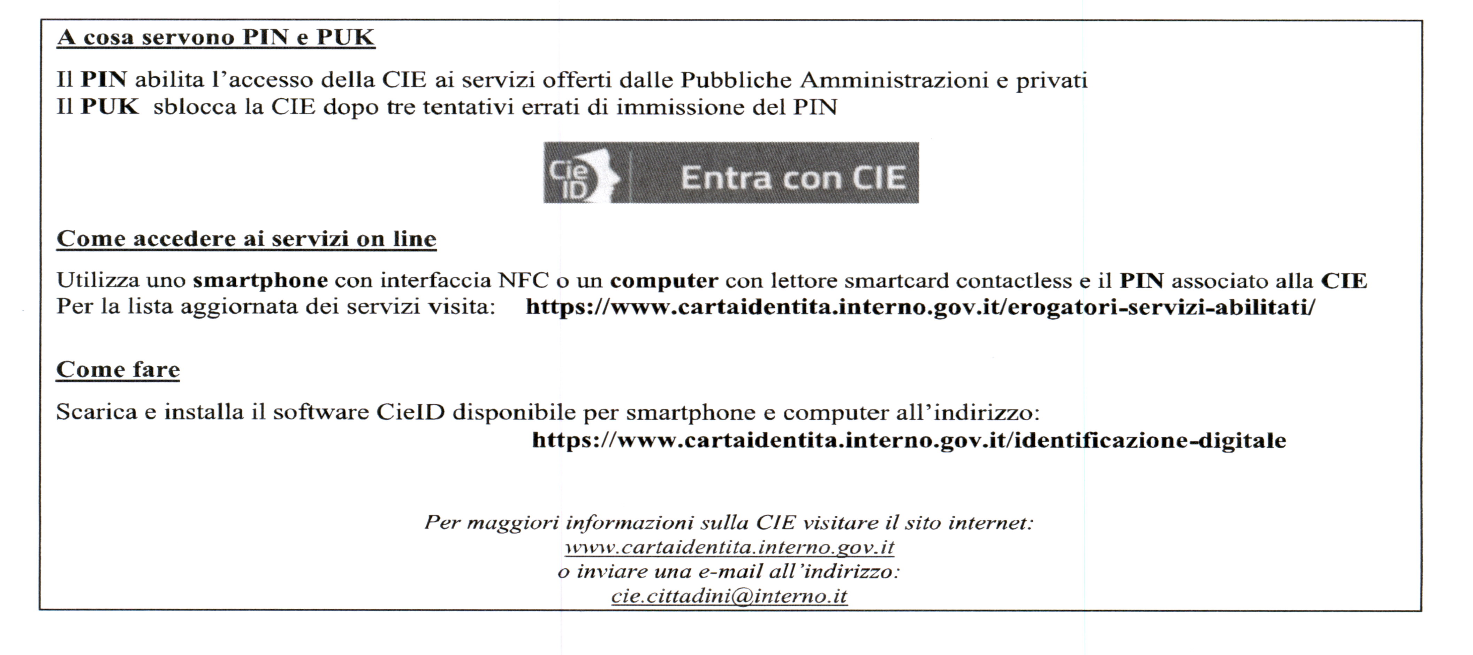 A cosa servono PIN e PUK
Il PIN abilita l'accesso della CIE ai servizi offerti dalle Pubbliche Amministrazioni e privati
Il PUK sblocca la CIE dopo tre tentativi errati di immissione del PIN
Cie
ID
Entra con CIE
Come accedere ai servizi on line
Utilizza uno smartphone con interfaccia NFC o un computer con lettore smartcard contactless e il PIN associato alla CIE
Per la lista aggiornata dei servizi visita: https://www.cartaidentita.interno.gov.it/erogatori-servizi-abilitati/
Come fare
Scarica e installa il software CieID disponibile per smartphone e computer all'indirizzo:
https://www.cartaidentita.interno.gov.it/identificazione-digitale
Per maggiori informazioni sulla CIE visitare il sito internet:
www.cartaidentita.interno.gov.it
o inviare una e-mail all'indirizzo:
cie.cittadini@interno.it